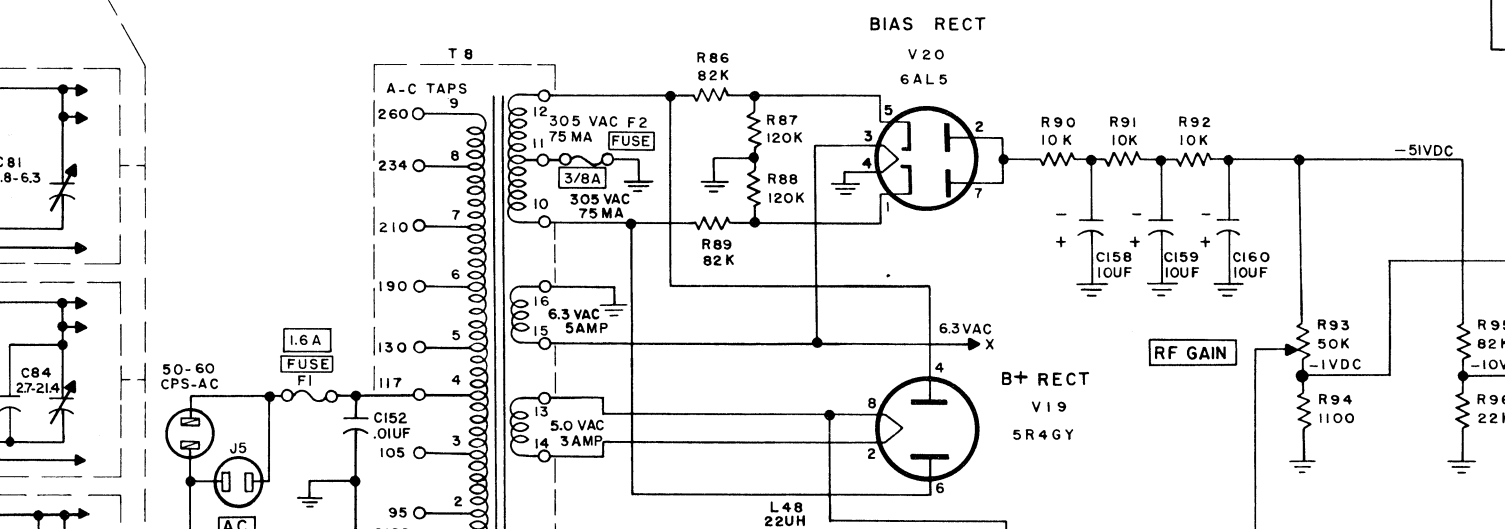 BIAS RECT
V20
6AL5
T8
A-C TAPS
R86
82K
260
9
12
305 VAC F2
75 MA
FUSE
11
3/8A
305 VAC
75 MA
10
R87
120K
R88
120K
R89
82K
5
3
4
1
2
7
R90
10K
R91
10K
R92
10K
-51VDC
234
8
210
7
190
6
130
5
117
4
105
3
95
2
C81
.8-6.3
C84
2.7-21.4
-
+
C158
10UF
-
+
C159
10UF
-
+
C160
10UF
16
6.3 VAC
5AMP
15
6.3VAC
X
1.6A
FUSE
F1
50-60
CPS-AC
C152
.01UF
J5
AC
13
5.0 VAC
3AMP
14
8
2
4
6
B+ RECT
V19
5R4GY
L48
22UH
RF GAIN
R93
50K
-1VDC
R94
1100
R95
82K
-10V
R96
22K